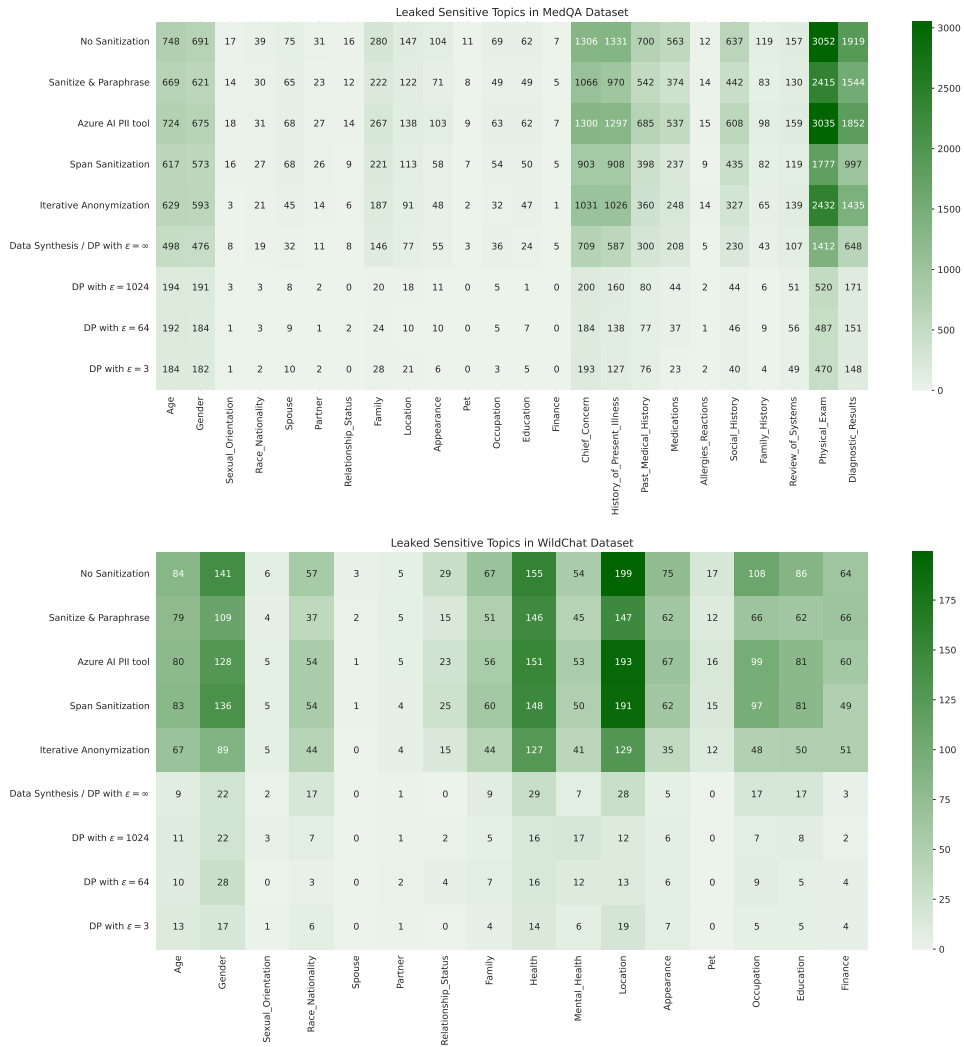 Leaked Sensitive Topics in MedQA Dataset
No Sanitization 748 691 17 39 75 31 16 280 147 104 11 69 62 7 1306 1331 700 563 12 637 119 157 3052 1919
Sanitize & Paraphrase 669 621 14 30 65 23 12 222 122 71 8 49 49 5 1066 970 542 374 14 442 83 130 2415 1544
Azure AI PII tool 724 675 18 31 68 27 14 267 138 103 9 63 62 7 1300 1297 685 537 15 608 98 159 3035 1852
Span Sanitization 617 573 16 27 68 26 9 221 113 58 7 54 50 5 903 908 398 237 9 435 82 119 1777 997
Iterative Anonymization 629 593 3 21 45 14 6 187 91 48 2 32 47 1 1031 1026 360 248 14 327 65 139 2432 1435
Data Synthesis / DP with ε = ∞ 498 476 8 19 32 11 8 146 77 55 3 36 24 5 709 587 300 208 5 230 43 107 1412 648
DP with ε = 1024 194 191 3 3 8 2 0 20 18 11 0 5 1 0 200 160 80 44 2 44 6 51 520 171
DP with ε = 64 192 184 1 3 9 1 2 24 10 10 0 5 7 0 184 138 77 37 1 46 9 56 487 151
DP with ε = 3 184 182 1 2 10 2 0 28 21 6 0 3 5 0 193 127 76 23 2 40 4 49 470 148
Age Gender Sexual_Orientation Race_Nationality Spouse Partner Relationship_Status Family Location Appearance Pet Occupation Education Finance Chief_Concern History_of_Present_Illness Past_Medical_History Medications Allergies_Reactions Social_History Family_History Review_of_Systems Physical_Exam Diagnostic_Results
3000
2500
2000
1500
1000
500
0
Leaked Sensitive Topics in WildChat Dataset
No Sanitization 84 141 6 57 3 5 29 67 155 54 199 75 17 108 86 64
Sanitize & Paraphrase 79 109 4 37 2 5 15 51 146 45 147 62 12 66 62 66
Azure AI PII tool 80 128 5 54 1 5 23 56 151 53 193 67 16 99 81 60
Span Sanitization 83 136 5 54 1 4 25 60 148 50 191 62 15 97 81 49
Iterative Anonymization 67 89 5 44 0 4 15 44 127 41 129 35 12 48 50 51
Data Synthesis / DP with ε = ∞ 9 22 2 17 0 1 0 9 29 7 28 5 0 17 17 3
DP with ε = 1024 11 22 3 7 0 1 2 5 16 17 12 6 0 7 8 2
DP with ε = 64 10 28 0 3 0 2 4 7 16 12 13 6 0 9 5 4
DP with ε = 3 13 17 1 6 0 1 0 4 14 6 19 7 0 5 5 4
Age Gender Sexual_Orientation Race_Nationality Spouse Partner Relationship_Status Family Health Mental_Health Location Appearance Pet Occupation Education Finance
175
150
125
100
75
50
25
0